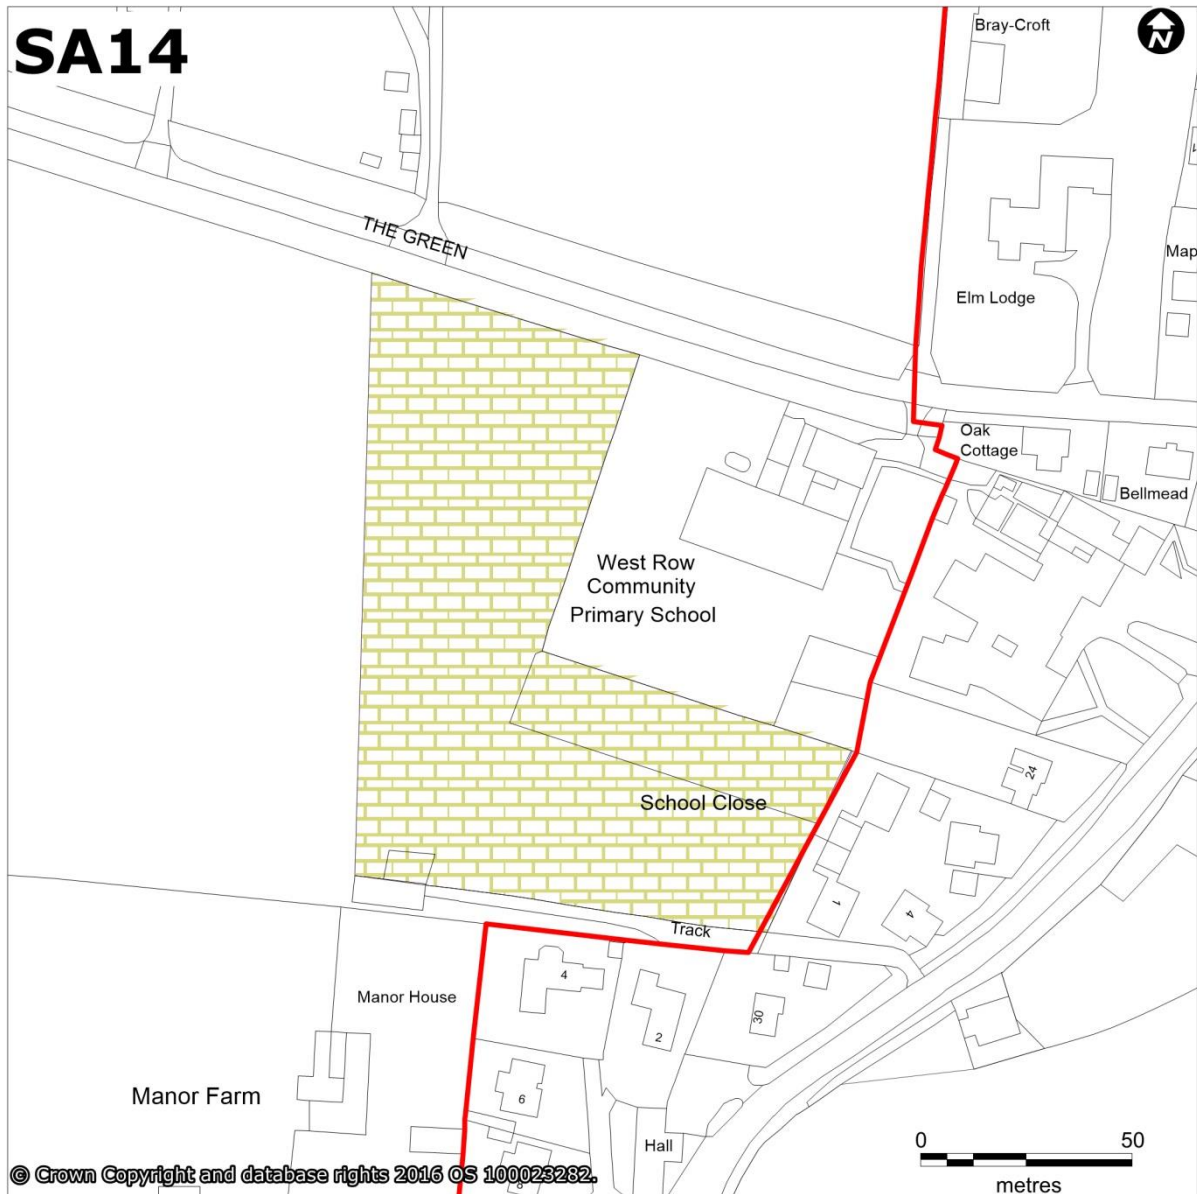 SA14
Bray-Croft
N
THE GREEN
Map
Elm Lodge
Oak
Cottage
Bellmead
West Row
Community
Primary School
24
School Close
1
4
Track
4
Manor House
30
2
Manor Farm
6
Hall
8
0 50
metres
© Crown Copyright and database rights 2016 OS 100023282.